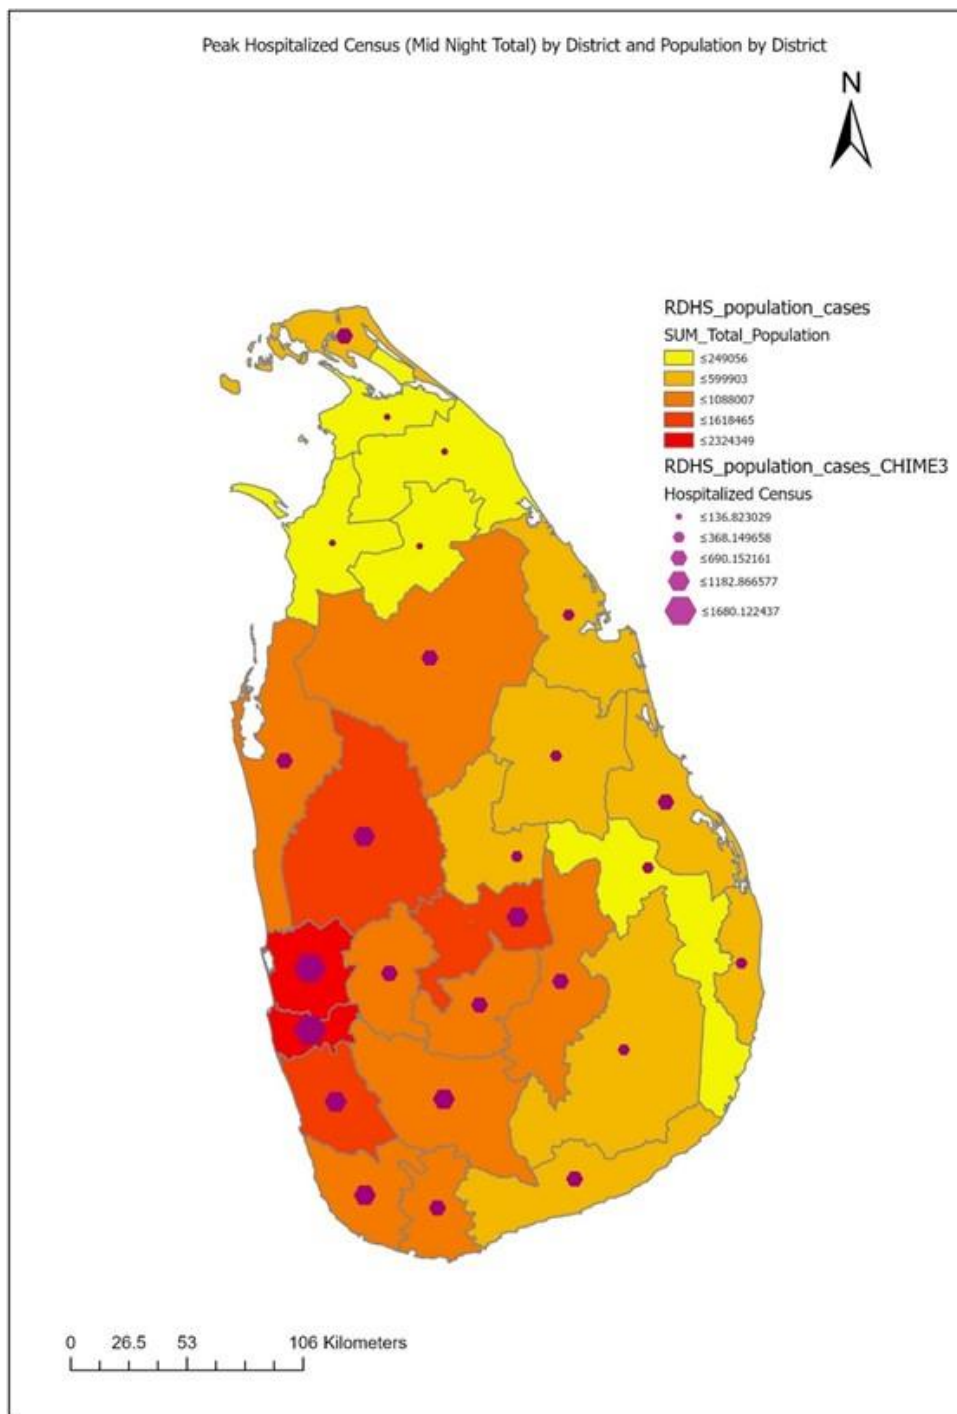 Peak Hospitalized Census (Mid Night Total) by District and Population by District
N
RDHS_population_cases
SUM_Total_Population
≤249056
≤599903
≤1088007
≤1618465
≤2324349
RDHS_population_cases_CHIME3
Hospitalized Census
≤136.823029
≤368.149658
≤690.152161
≤1182.866577
≤1680.122437
0 26.5 53 106 Kilometers